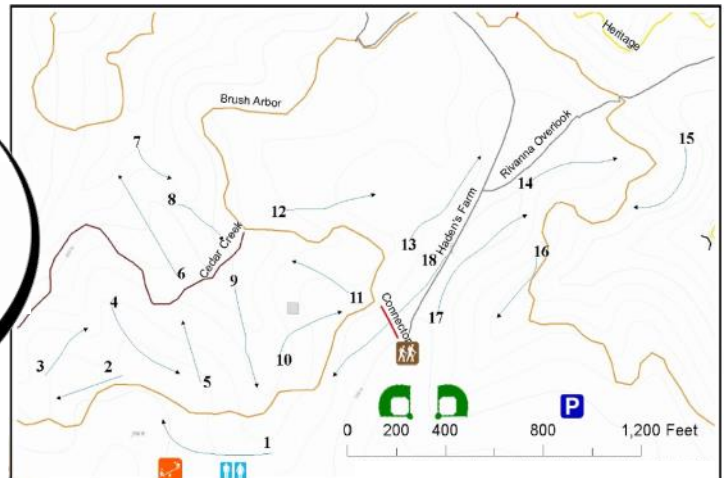 Heritage
Brush Arbor
Rivanna Overlook
7
15
8
14
12
Haden's Farm
13
Cedar Creek
16
18
6
9
4
11
Connector
17
3
2
10
5
1
P
0 200 400 800 1,200 Feet